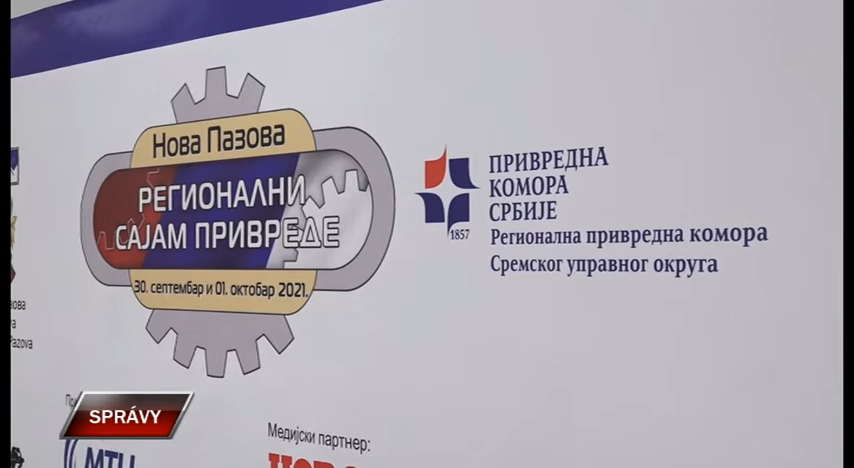 Нова Пазова
РЕГИОНАЛНИ
САЈАМ ПРИВРЕДЕ
30. септембар и 01. октобар 2021.
ПРИВРЕДНА
КОМОРА
СРБИЈЕ
1857
Регионална привредна комора
Сремског управног округа
Pazova
SPRÁVY
Медијски партнер: